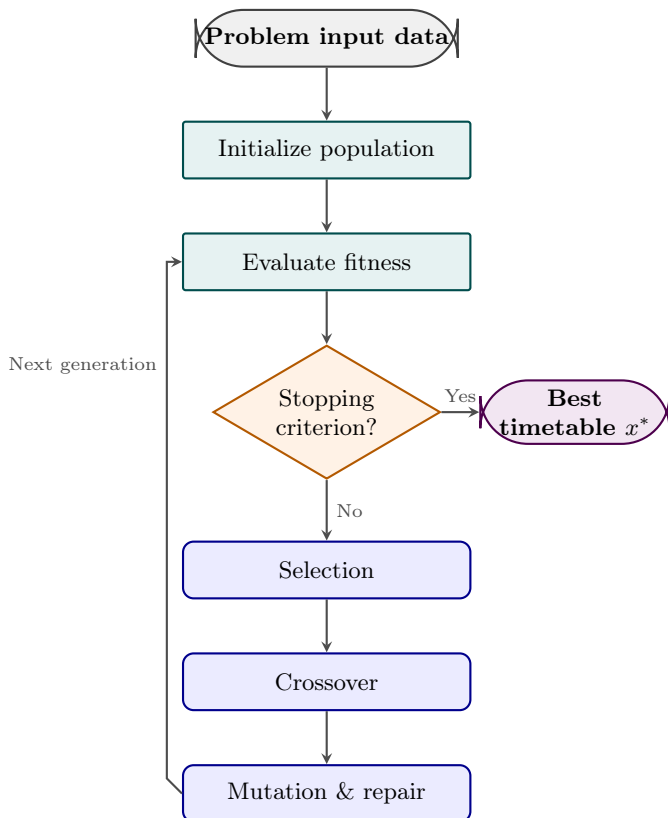 Problem input data
Initialize population
Evaluate fitness
Next generation
Stopping
criterion?
Yes
Best
timetable x*
No
Selection
Crossover
Mutation & repair